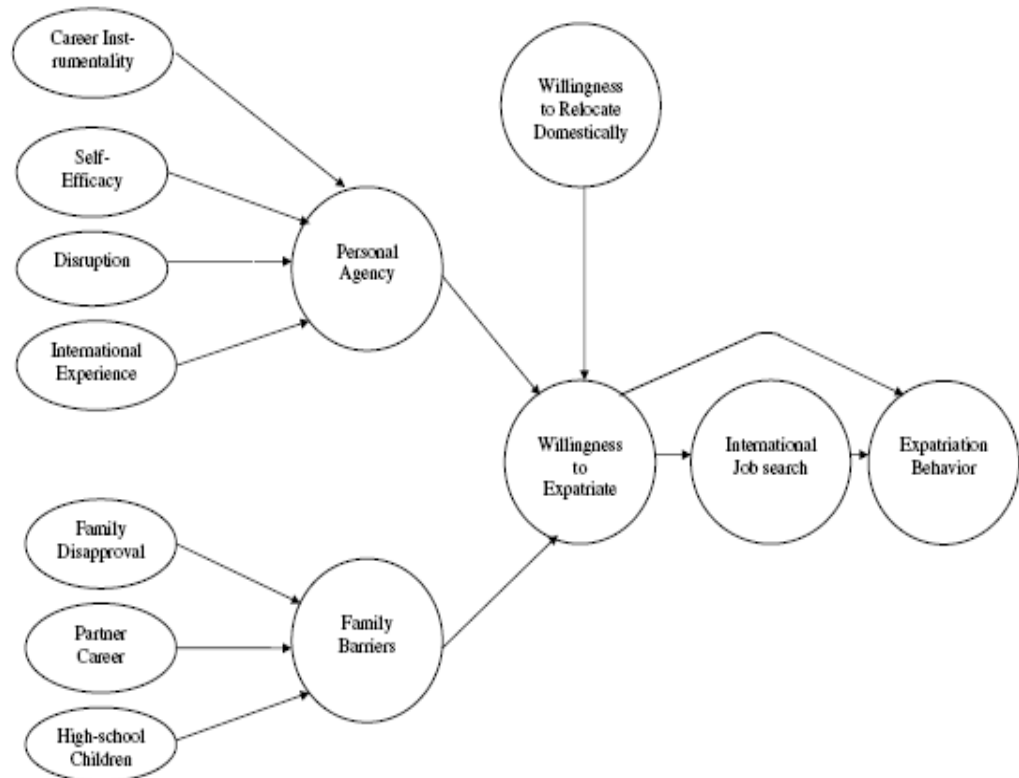 Career Inst-
rumentality
Willingness
to Relocate
Domestically
Self-
Efficacy
Personal
Agency
Disruption
International
Experience
Willingness
to
Expatriate
International
Job search
Expatriation
Behavior
Family
Disapproval
Partner
Career
Family
Barriers
High-school
Children